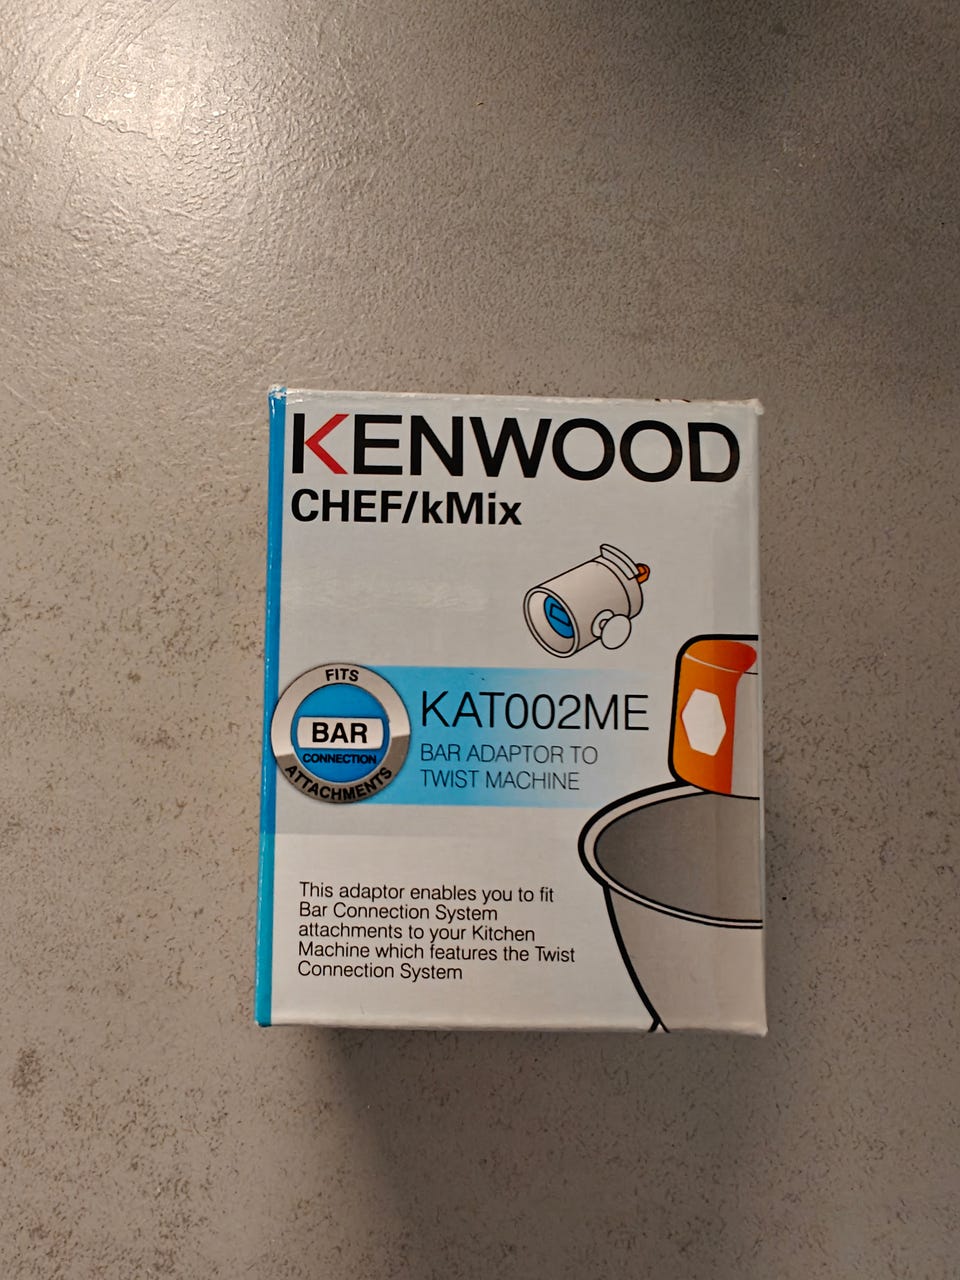 KENWOOD
CHEF/kMix
FITS
BAR
CONNECTION
ATTACHMENTS
KAT002ME
BAR ADAPTOR TO
TWIST MACHINE
This adaptor enables you to fit
Bar Connection System
attachments to your Kitchen
Machine which features the Twist
Connection System